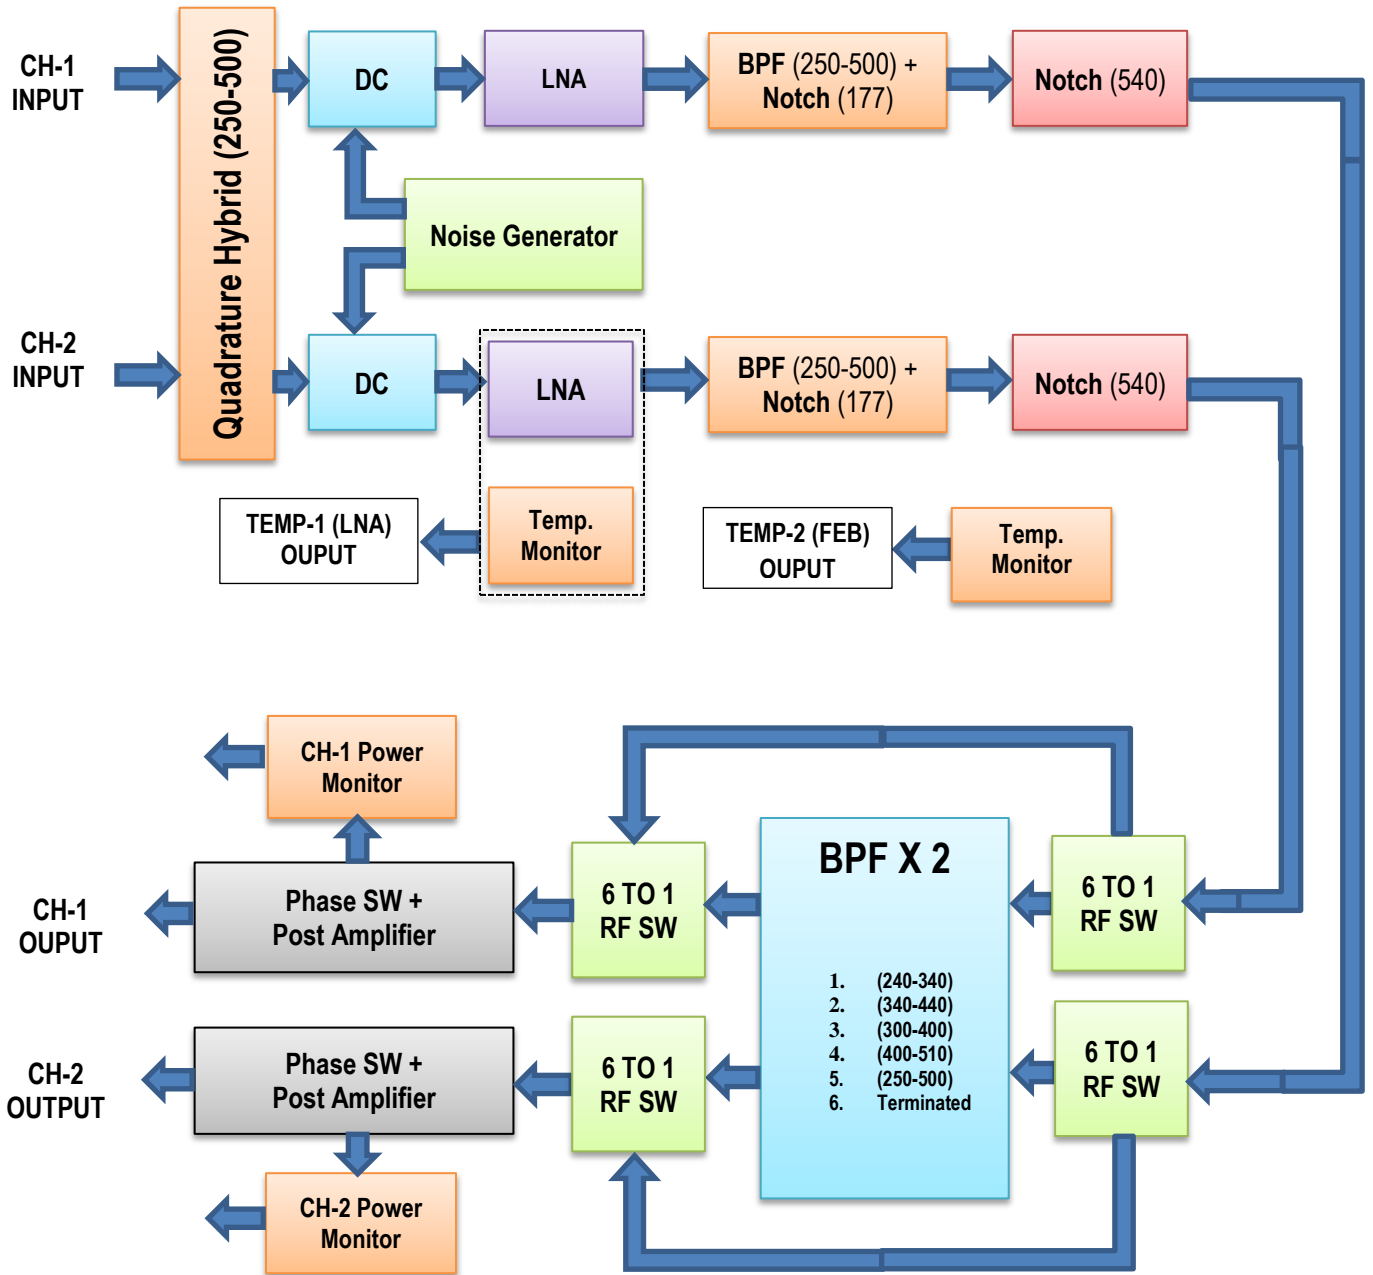 CH-1
INPUT
Quadrature Hybrid (250-500)
DC
LNA
BPF (250-500) +
Notch (177)
Notch (540)
Noise Generator
CH-2
INPUT
DC
LNA
BPF (250-500) +
Notch (177)
Notch (540)
TEMP-1 (LNA)
OUPUT
Temp.
Monitor
TEMP-2 (FEB)
OUPUT
Temp.
Monitor
CH-1 Power
Monitor
CH-1
OUPUT
Phase SW +
Post Amplifier
6 TO 1
RF SW
BPF X 2
1. (240-340)
2. (340-440)
3. (300-400)
4. (400-510)
5. (250-500)
6. Terminated
6 TO 1
RF SW
CH-2
OUTPUT
Phase SW +
Post Amplifier
6 TO 1
RF SW
6 TO 1
RF SW
CH-2 Power
Monitor